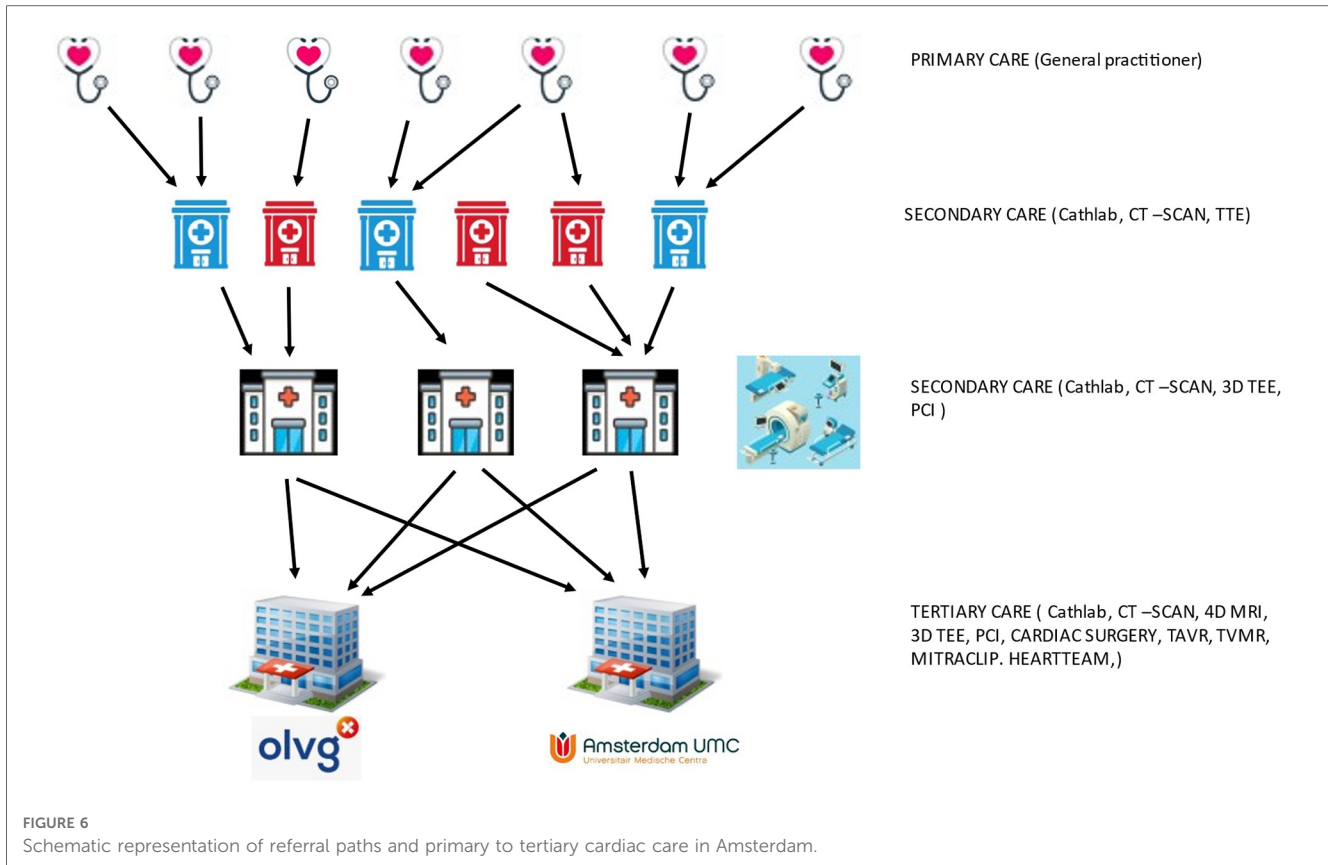 PRIMARY CARE (General practitioner)
SECONDARY CARE (Cathlab, CT –SCAN, TTE)
SECONDARY CARE (Cathlab, CT –SCAN, 3D TEE,
PCI )
TERTIARY CARE ( Cathlab, CT –SCAN, 4D MRI,
3D TEE, PCI, CARDIAC SURGERY, TAVR, TVMR,
MITRACLIP. HEARTTEAM,)
olvg
Amsterdam UMC
Universitair Medische Centra
FIGURE 6
Schematic representation of referral paths and primary to tertiary cardiac care in Amsterdam.